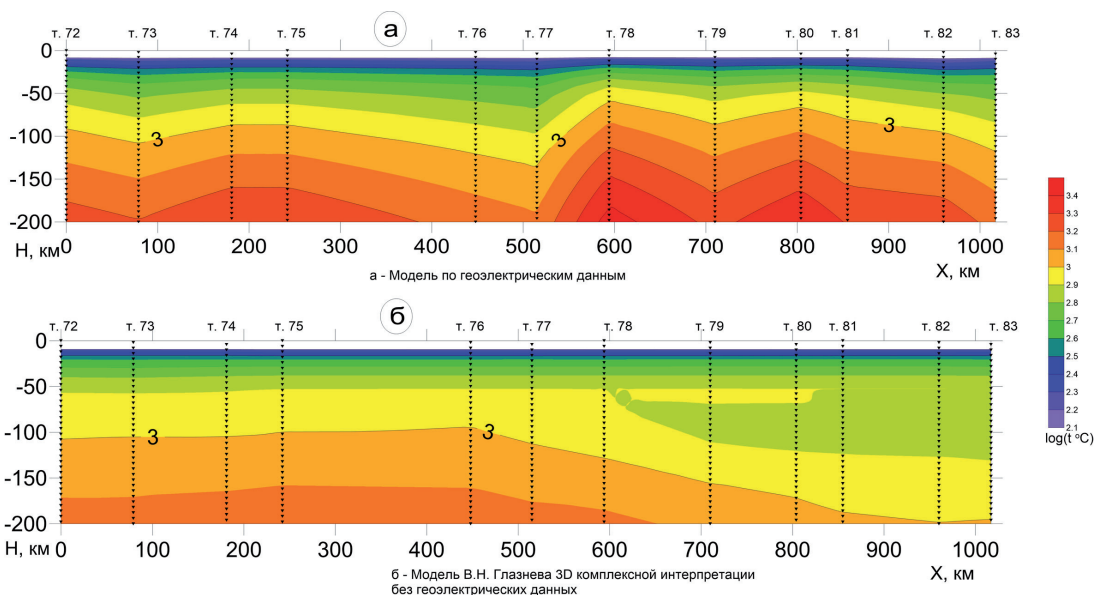 а
т. 72 т. 73 т. 74 т. 75 т. 76 т. 77 т. 78 т. 79 т. 80 т. 81 т. 82 т. 83
0
-50
-100
-150
-200
3 3 3
Н, км 0 100 200 300 400 500 600 700 800 900 1000
Х, км
а - Модель по геоэлектрическим данным
б
т. 72 т. 73 т. 74 т. 75 т. 76 т. 77 т. 78 т. 79 т. 80 т. 81 т. 82 т. 83
0
-50
-100
-150
-200
3 3
Н, км 0 100 200 300 400 500 600 700 800 900 1000
Х, км
б - Модель В.Н. Глазнева 3D комплексной интерпретации
без геоэлектрических данных
3.4
3.3
3.2
3.1
3
2.9
2.8
2.7
2.6
2.5
2.4
2.3
2.2
2.1
log(t °C)